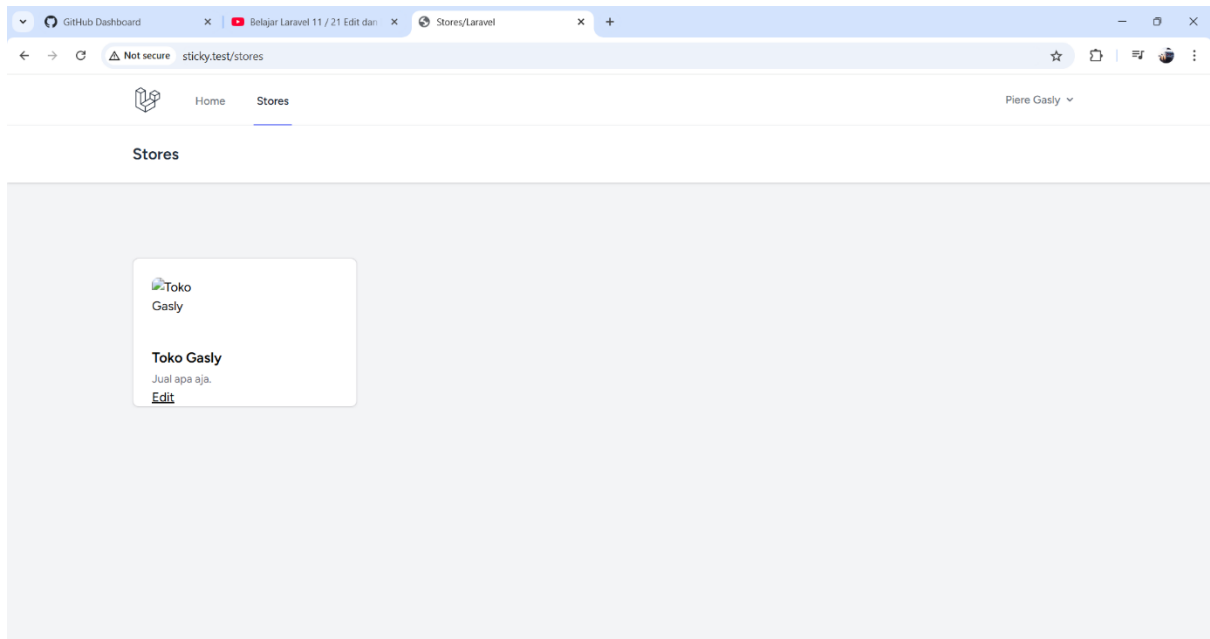 GitHub Dashboard
Belajar Laravel 11 / 21 Edit dan
Stores/Laravel
Not secure
sticky.test/stores
Home
Stores
Piere Gasly
Stores
Toko
Gasly
Toko Gasly
Jual apa aja.
Edit